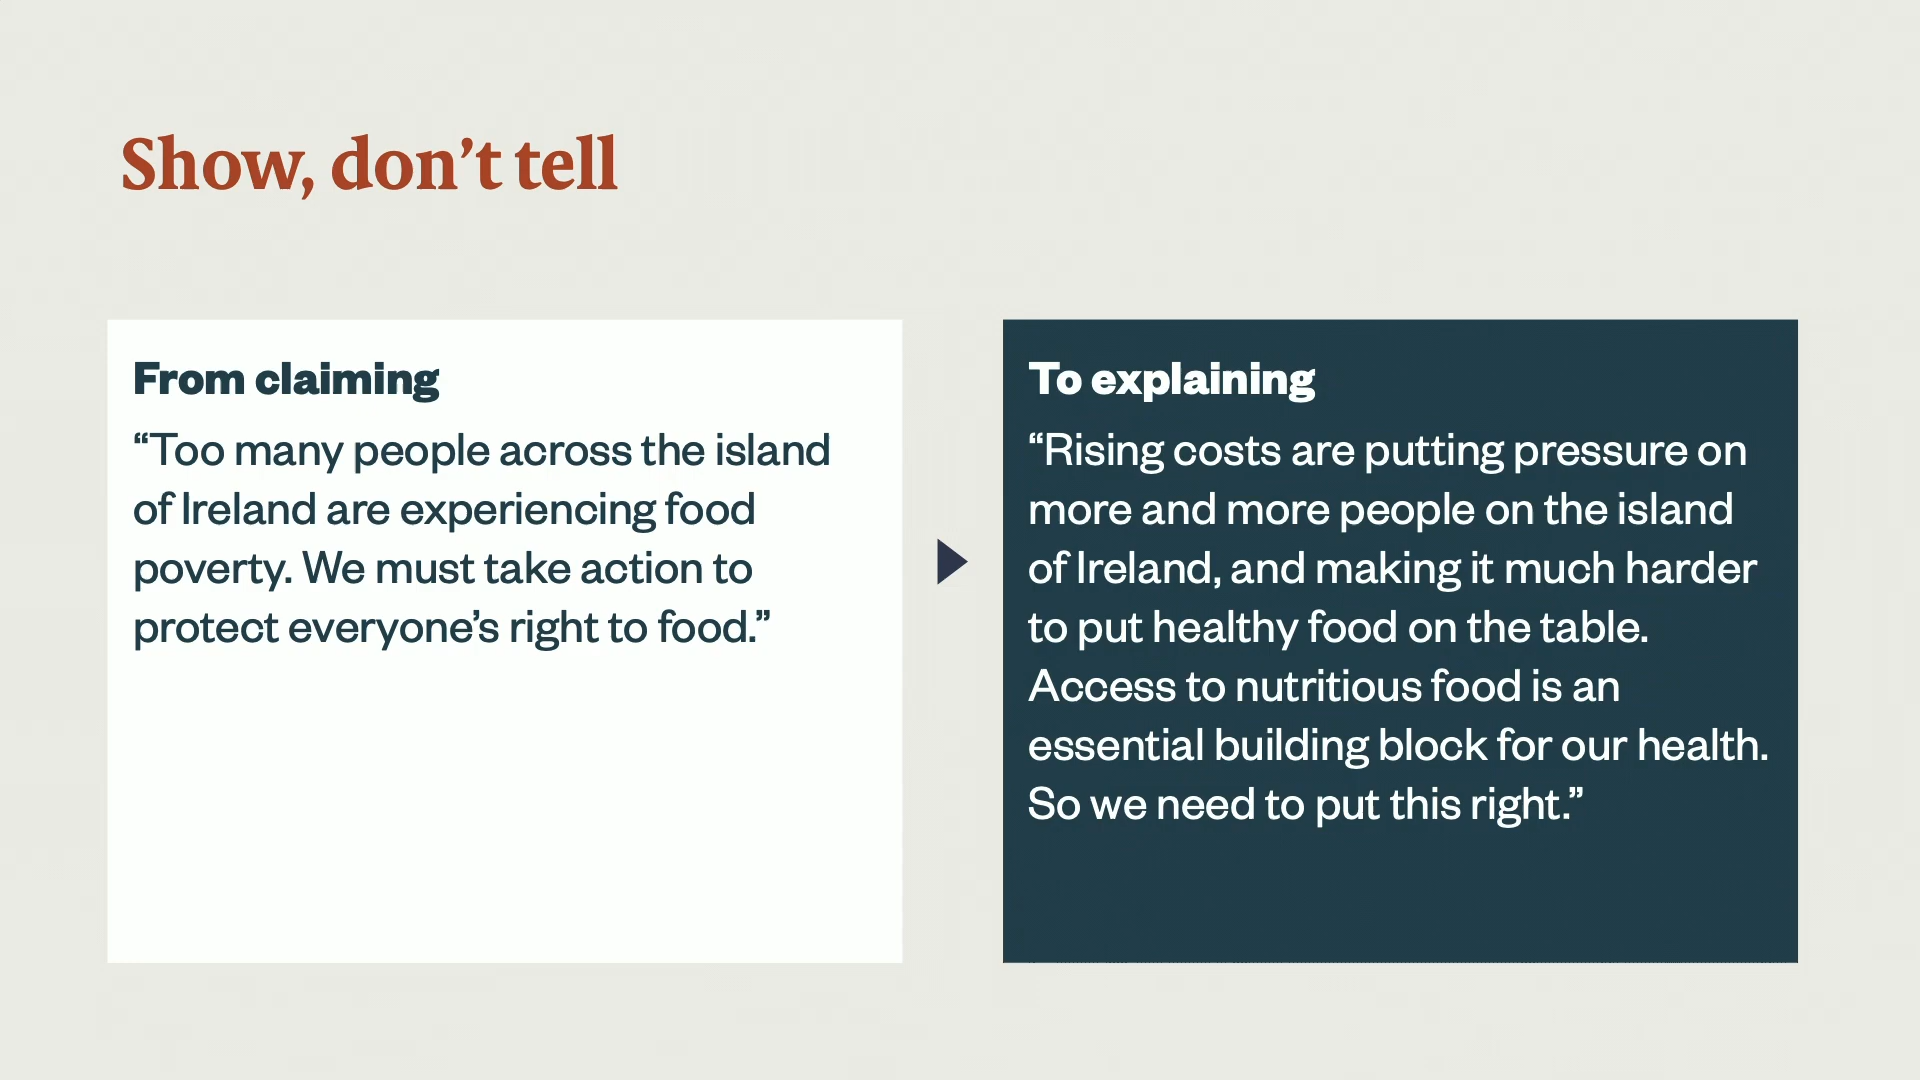 Show, don’t tell
From claiming
“Too many people across the island
of Ireland are experiencing food
poverty. We must take action to
protect everyone’s right to food.”
To explaining
“Rising costs are putting pressure on
more and more people on the island
of Ireland, and making it much harder
to put healthy food on the table.
Access to nutritious food is an
essential building block for our health.
So we need to put this right.”